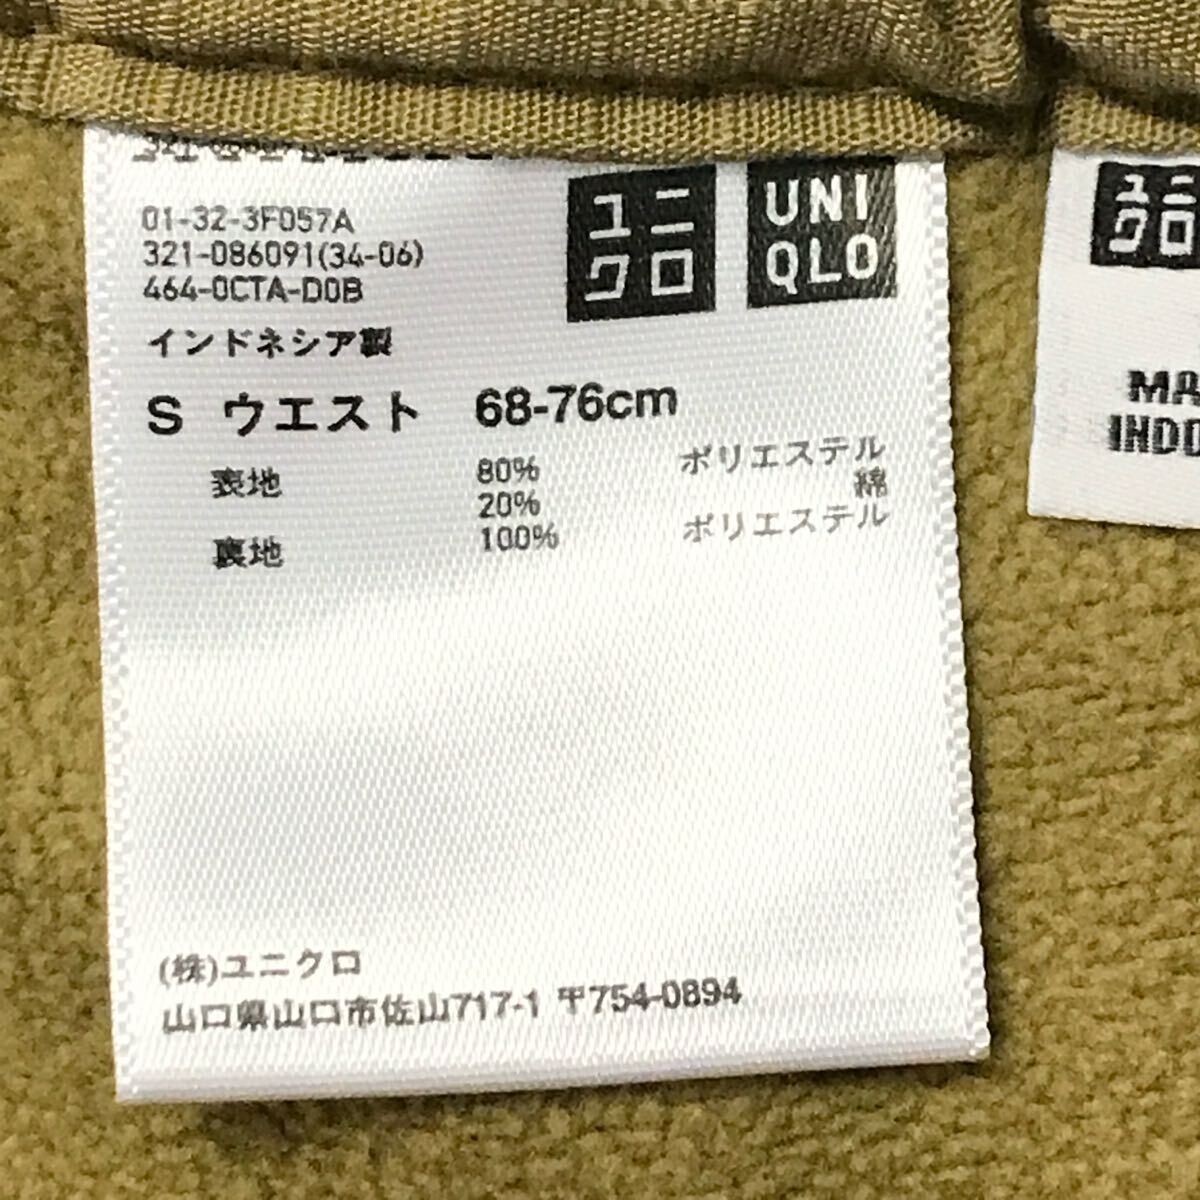 ユニ
クロ
UNI
QLO
01-32-3F057A
321-086091(34-06)
464-0CTA-D0B
インドネシア製
S ウエスト 68-76cm
表地 80% ポリエステル
20% 綿
裏地 100% ポリエステル
(株)ユニクロ
山口県山口市佐山717-1 〒754-0894
ユニ
クロ
MA
INDO